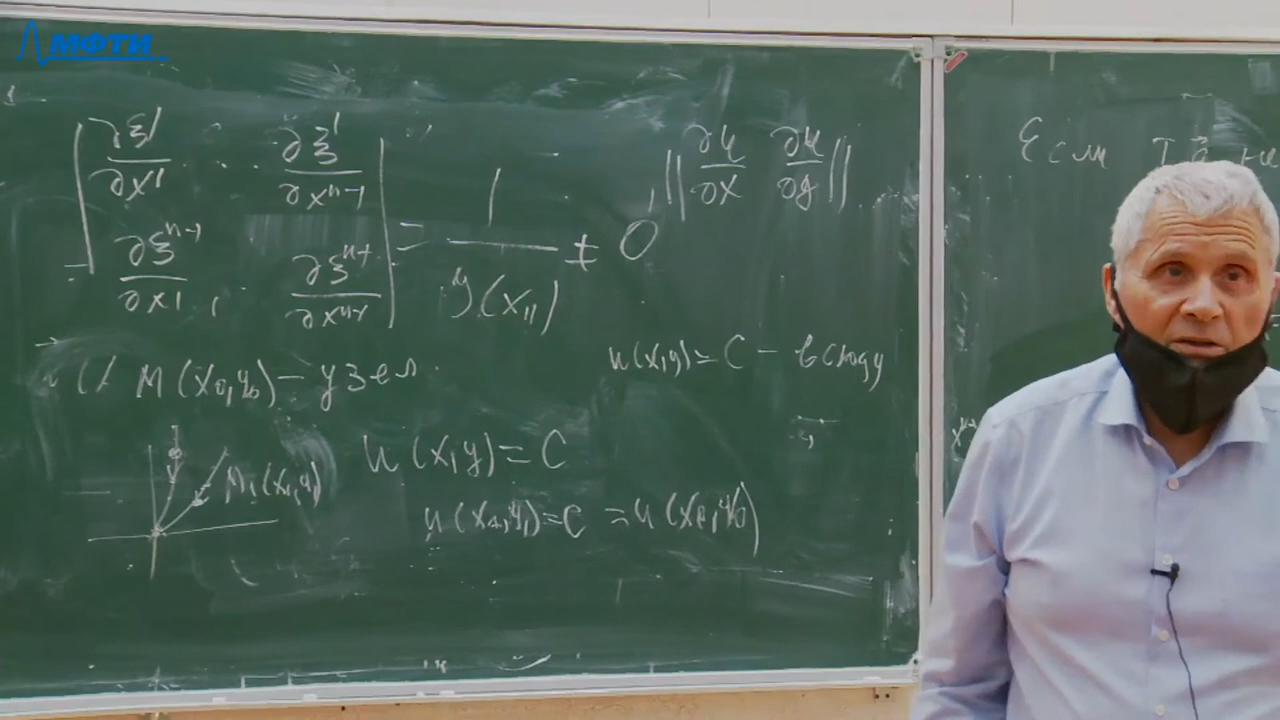 МФТИ
| ∂ξ¹/∂x¹ . . ∂ξ¹/∂xⁿ⁻¹ |
| ∂ξⁿ⁻¹/∂x¹ , . ∂ξⁿ⁻¹/∂xⁿ⁻¹ | = 1/y(x₁₁) ≠ 0, || ∂u/∂x ∂u/∂y ||
M(x₀,y₀) – узел.
u(x,y) = C – всюду
M₁(x₁,y₁)
u(x,y) = C
u(x₁,y₁) = C = u(x₀,y₀)
Если